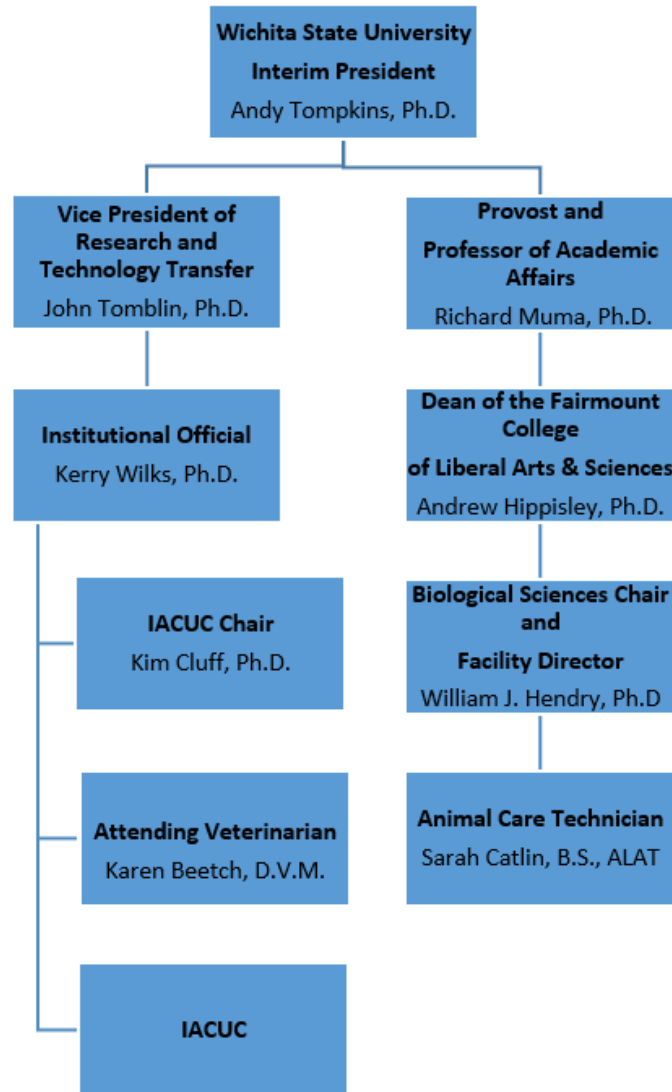 Wichita State University
Interim President
Andy Tompkins, Ph.D.
Vice President of
Research and
Technology Transfer
John Tomblin, Ph.D.
Provost and
Professor of Academic
Affairs
Richard Muma, Ph.D.
Institutional Official
Kerry Wilks, Ph.D.
Dean of the Fairmount
College
of Liberal Arts & Sciences
Andrew Hippisley, Ph.D.
IACUC Chair
Kim Cluff, Ph.D.
Biological Sciences Chair
and
Facility Director
William J. Hendry, Ph.D
Attending Veterinarian
Karen Beetch, D.V.M.
Animal Care Technician
Sarah Catlin, B.S., ALAT
IACUC